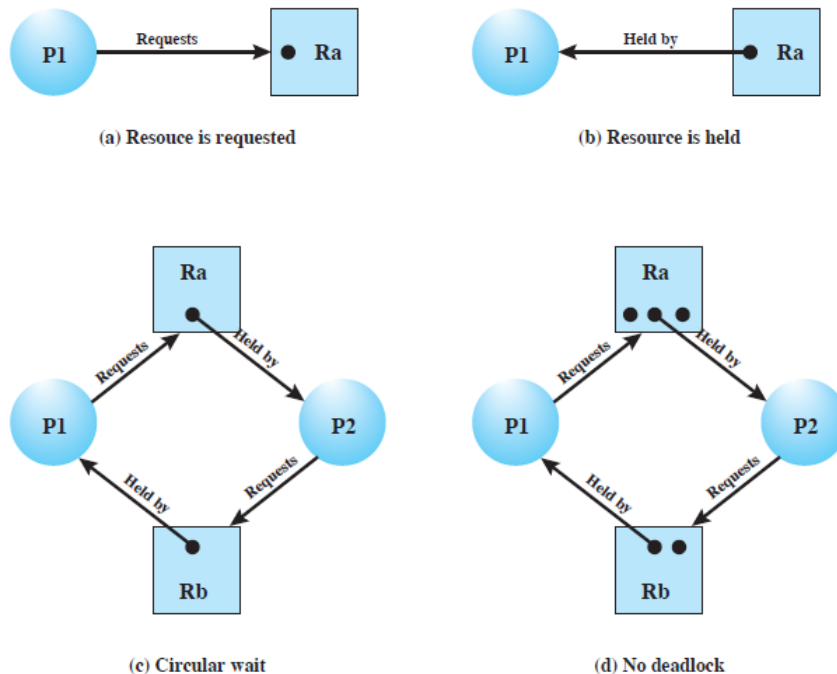 P1
Requests
Ra
(a) Resouce is requested
P1
Held by
Ra
(b) Resource is held
Ra
Requests
Held by
P1
P2
Held by
Requests
Rb
(c) Circular wait
Ra
Requests
Held by
P1
P2
Held by
Requests
Rb
(d) No deadlock